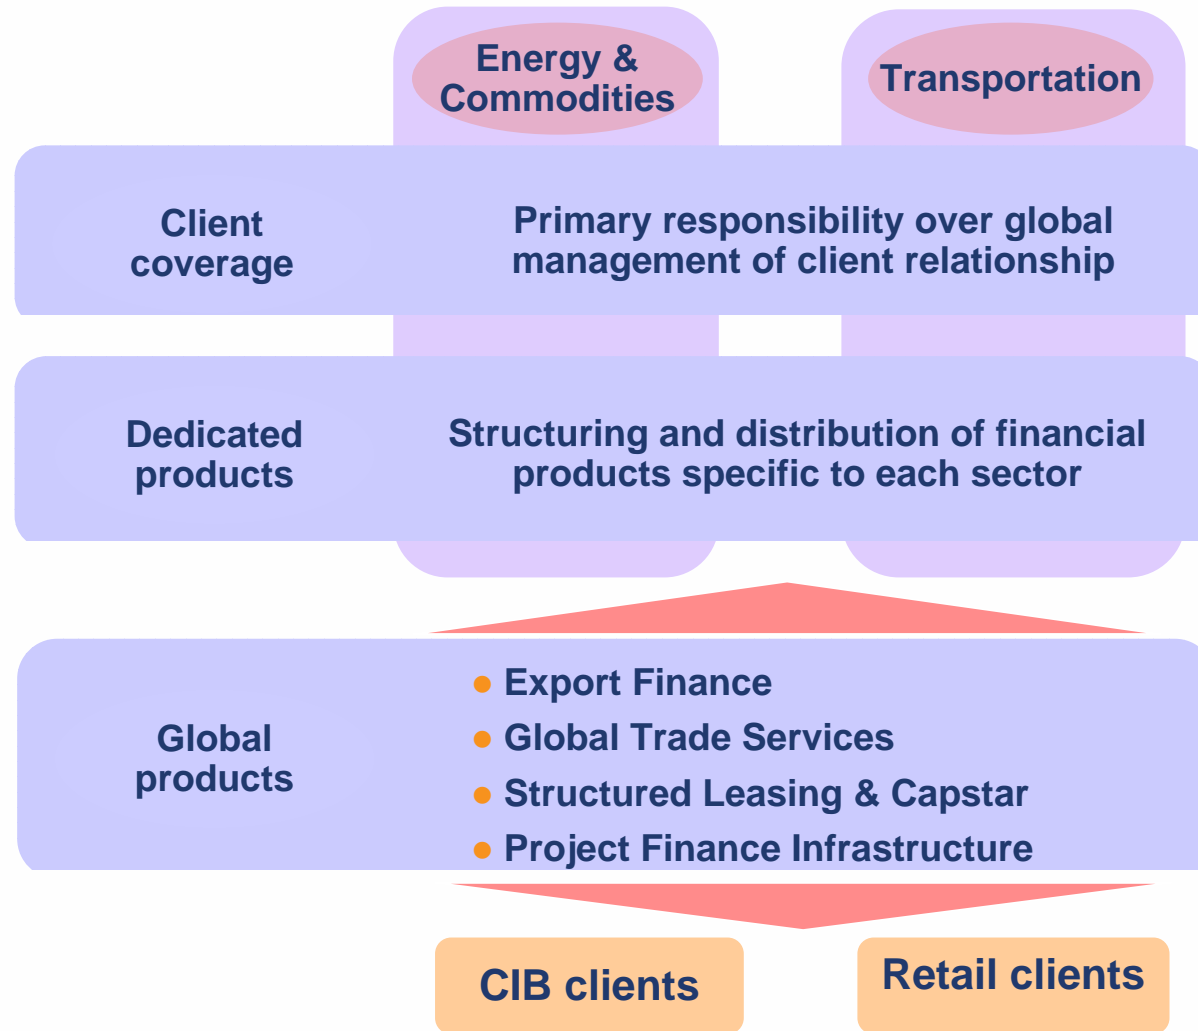 Energy &
Commodities
Transportation
Client
coverage
Primary responsibility over global
management of client relationship
Dedicated
products
Structuring and distribution of financial
products specific to each sector
Global
products
● Export Finance
● Global Trade Services
● Structured Leasing & Capstar
● Project Finance Infrastructure
CIB clients
Retail clients